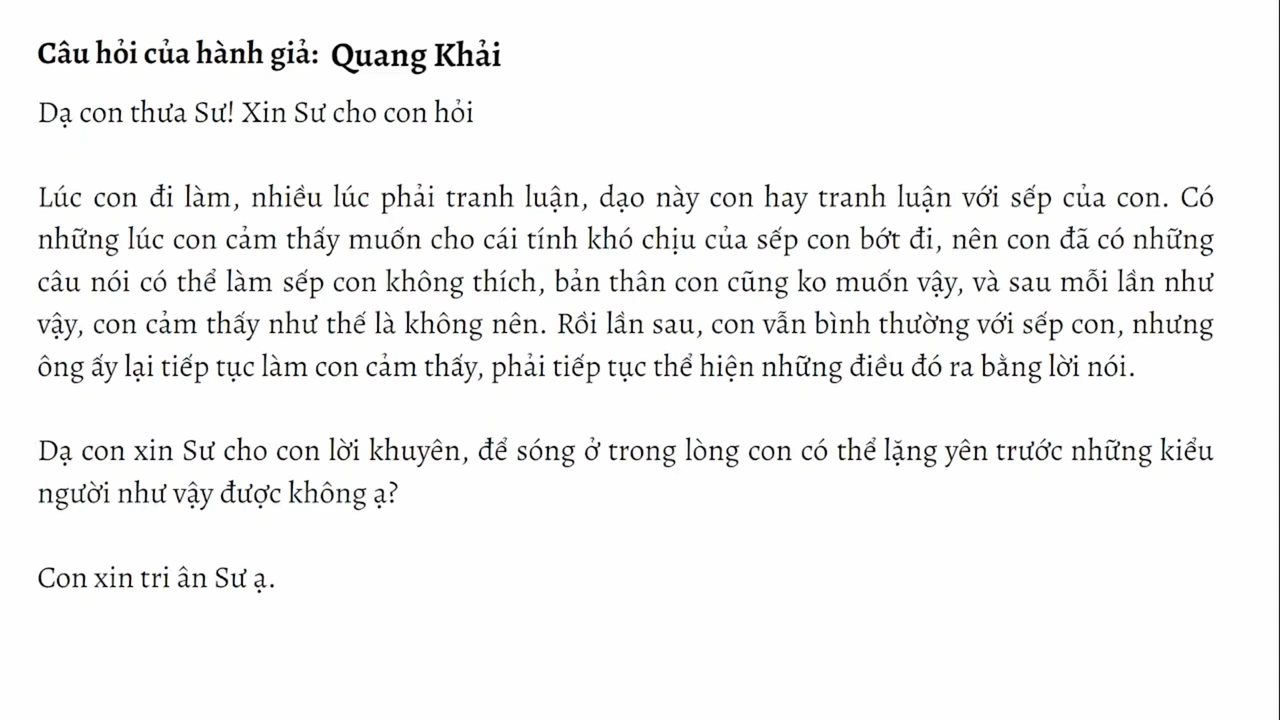 Câu hỏi của hành giả: Quang Khải
Dạ con thưa Sư! Xin Sư cho con hỏi
Lúc con đi làm, nhiều lúc phải tranh luận, dạo này con hay tranh luận với sếp của con. Có
những lúc con cảm thấy muốn cho cái tính khó chịu của sếp con bớt đi, nên con đã có những
câu nói có thể làm sếp con không thích, bản thân con cũng ko muốn vậy, và sau mỗi lần như
vậy, con cảm thấy như thế là không nên. Rồi lần sau, con vẫn bình thường với sếp con, nhưng
ông ấy lại tiếp tục làm con cảm thấy, phải tiếp tục thể hiện những điều đó ra bằng lời nói.
Dạ con xin Sư cho con lời khuyên, để sóng ở trong lòng con có thể lặng yên trước những kiểu
người như vậy được không ạ?
Con xin tri ân Sư ạ.